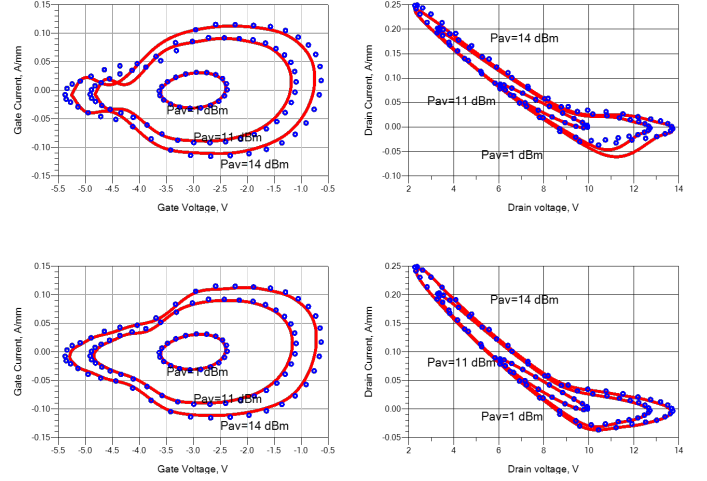 0.15
0.10
0.05
0.00
-0.05
-0.10
-0.15
Gate Current, A/mm
Pav=1 dBm
Pav=11 dBm
Pav=14 dBm
-5.5 -5.0 -4.5 -4.0 -3.5 -3.0 -2.5 -2.0 -1.5 -1.0 -0.5
Gate Voltage, V
0.25
0.20
0.15
0.10
0.05
0.00
-0.05
-0.10
Drain Current, A/mm
Pav=14 dBm
Pav=11 dBm
Pav=1 dBm
2 4 6 8 10 12 14
Drain voltage, V
0.15
0.10
0.05
0.00
-0.05
-0.10
-0.15
Gate Current, A/mm
Pav=1 dBm
Pav=11 dBm
Pav=14 dBm
-5.5 -5.0 -4.5 -4.0 -3.5 -3.0 -2.5 -2.0 -1.5 -1.0 -0.5
Gate Voltage, V
0.25
0.20
0.15
0.10
0.05
0.00
-0.05
Drain Current, A/mm
Pav=14 dBm
Pav=11 dBm
Pav=1 dBm
2 4 6 8 10 12 14
Drain voltage, V